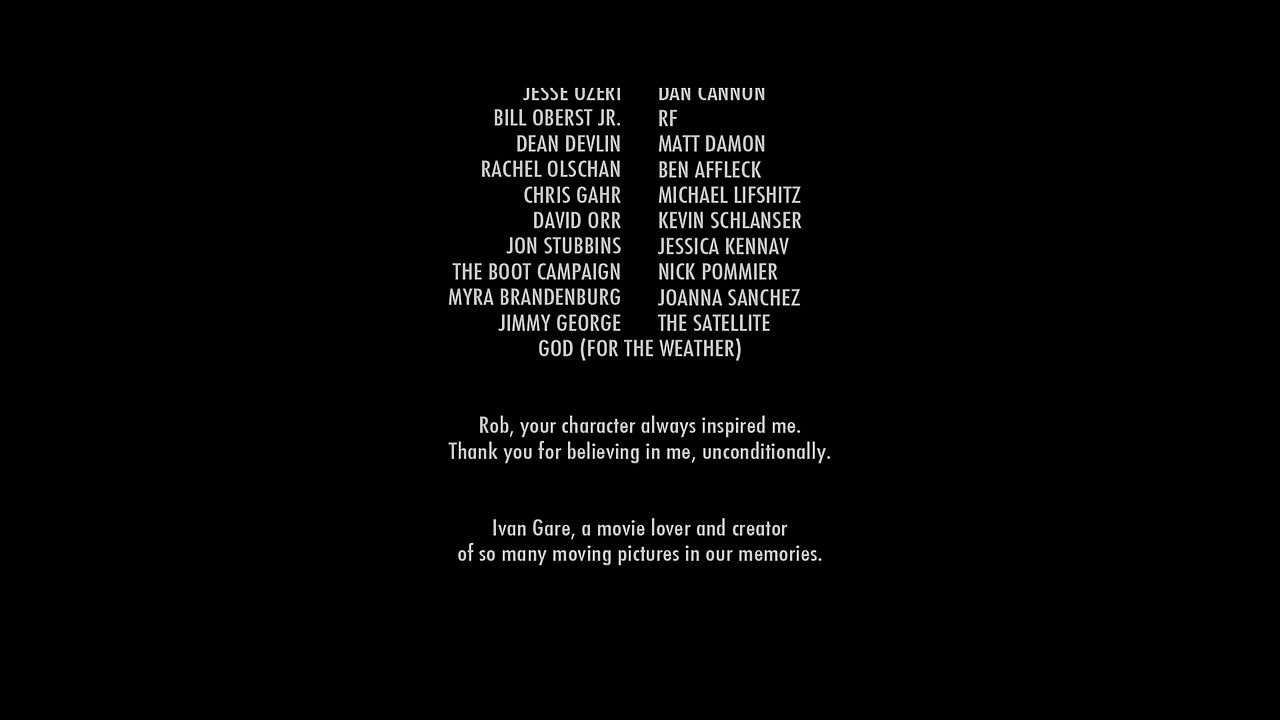 JESSE OZERI DAN CANNON
BILL OBERST JR. RF
DEAN DEVLIN MATT DAMON
RACHEL OLSCHAN BEN AFFLECK
CHRIS GAHR MICHAEL LIFSHITZ
DAVID ORR KEVIN SCHLANSER
JON STUBBINS JESSICA KENNAV
THE BOOT CAMPAIGN NICK POMMIER
MYRA BRANDENBURG JOANNA SANCHEZ
JIMMY GEORGE THE SATELLITE
GOD (FOR THE WEATHER)
Rob, your character always inspired me.
Thank you for believing in me, unconditionally.
Ivan Gare, a movie lover and creator
of so many moving pictures in our memories.